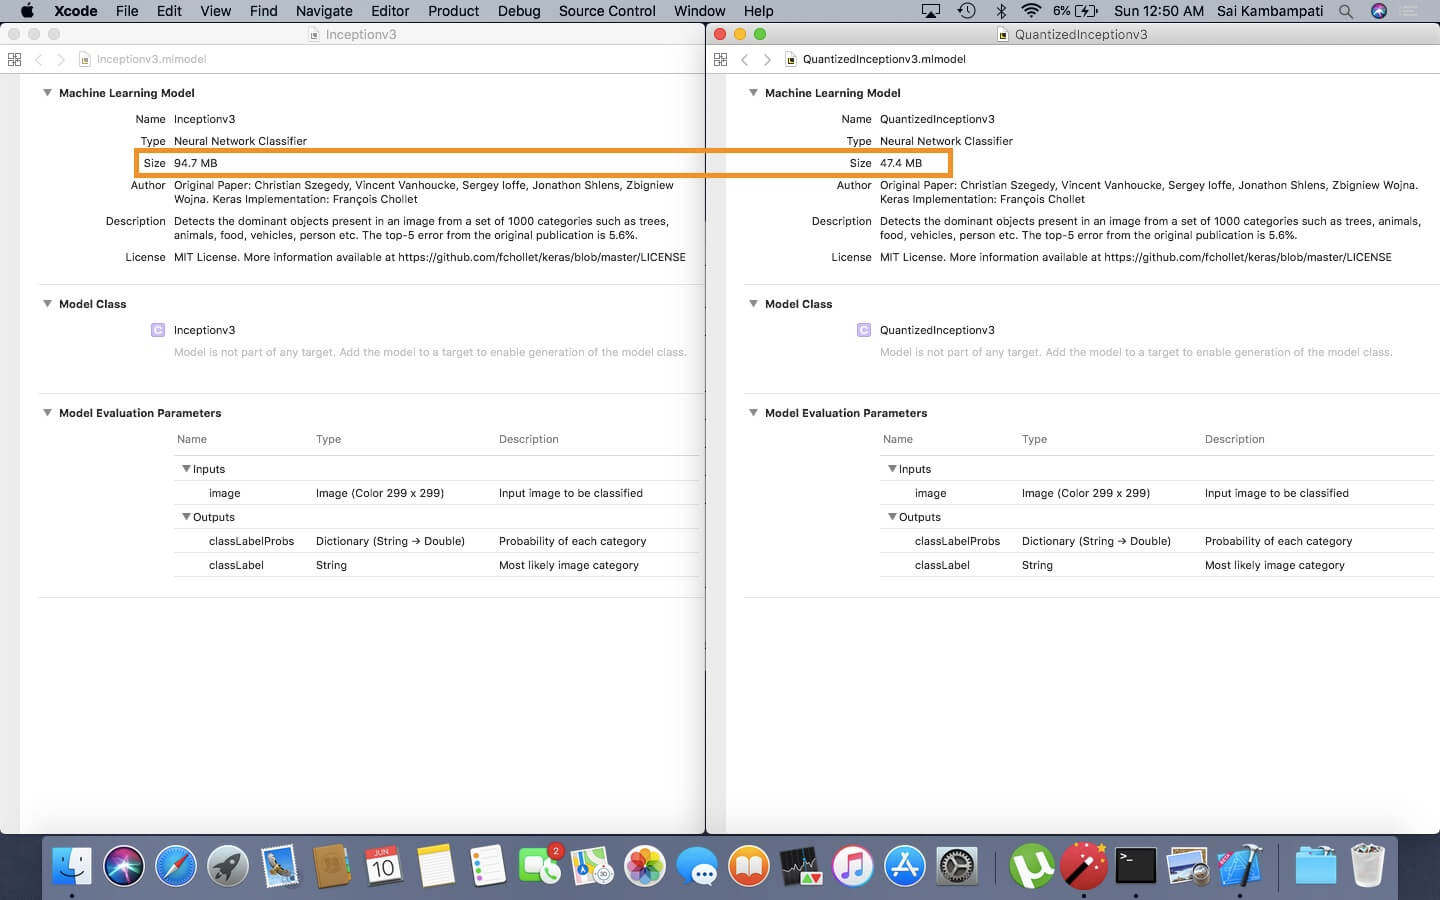 Xcode File Edit View Find Navigate Editor Product Debug Source Control Window Help 6% Sun 12:50 AM Sai Kambampati
Inceptionv3
Inceptionv3.mlmodel
Machine Learning Model
Name Inceptionv3
Type Neural Network Classifier
Size 94.7 MB
Author Original Paper: Christian Szegedy, Vincent Vanhoucke, Sergey Ioffe, Jonathon Shlens, Zbigniew
Wojna. Keras Implementation: François Chollet
Description Detects the dominant objects present in an image from a set of 1000 categories such as trees,
animals, food, vehicles, person etc. The top-5 error from the original publication is 5.6%.
License MIT License. More information available at https://github.com/fchollet/keras/blob/master/LICENSE
Model Class
C Inceptionv3
Model is not part of any target. Add the model to a target to enable generation of the model class.
Model Evaluation Parameters
Name Type Description
Inputs
image Image (Color 299 x 299) Input image to be classified
Outputs
classLabelProbs Dictionary (String → Double) Probability of each category
classLabel String Most likely image category
QuantizedInceptionv3
QuantizedInceptionv3.mlmodel
Machine Learning Model
Name QuantizedInceptionv3
Type Neural Network Classifier
Size 47.4 MB
Author Original Paper: Christian Szegedy, Vincent Vanhoucke, Sergey Ioffe, Jonathon Shlens, Zbigniew Wojna.
Keras Implementation: François Chollet
Description Detects the dominant objects present in an image from a set of 1000 categories such as trees, animals,
food, vehicles, person etc. The top-5 error from the original publication is 5.6%.
License MIT License. More information available at https://github.com/fchollet/keras/blob/master/LICENSE
Model Class
C QuantizedInceptionv3
Model is not part of any target. Add the model to a target to enable generation of the model class.
Model Evaluation Parameters
Name Type Description
Inputs
image Image (Color 299 x 299) Input image to be classified
Outputs
classLabelProbs Dictionary (String → Double) Probability of each category
classLabel String Most likely image category
JUN
10
2